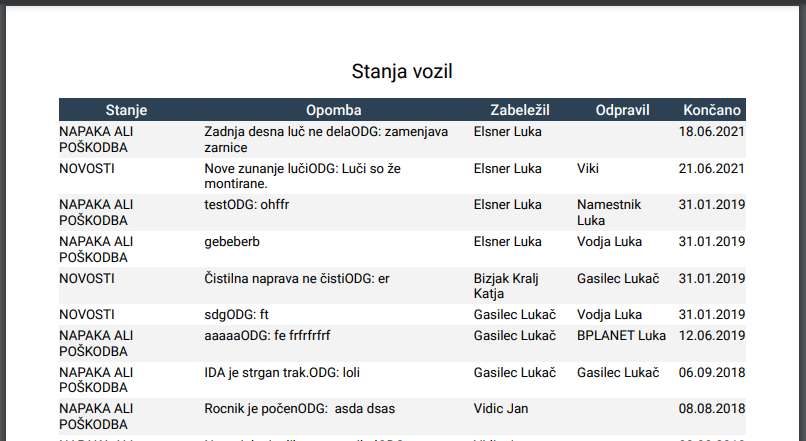 Stanja vozil
Stanje Opomba Zabeležil Odpravil Končano
NAPAKA ALI Zadnja desna luč ne delaODG: zamenjava Elsner Luka 18.06.2021
POŠKODBA zarnice
NOVOSTI Nove zunanje lučiODG: Luči so že Elsner Luka Viki 21.06.2021
montirane.
NAPAKA ALI testODG: ohffr Elsner Luka Namestnik 31.01.2019
POŠKODBA Luka
NAPAKA ALI gebeberb Elsner Luka Vodja Luka 31.01.2019
POŠKODBA
NOVOSTI Čistilna naprava ne čistiODG: er Bizjak Kralj Gasilec Lukač 31.01.2019
Katja
NOVOSTI sdgODG: ft Gasilec Lukač Vodja Luka 31.01.2019
NAPAKA ALI aaaaaODG: fe frfrfrfrf Gasilec Lukač BPLANET Luka 12.06.2019
POŠKODBA
NAPAKA ALI IDA je strgan trak.ODG: loli Gasilec Lukač Gasilec Lukač 06.09.2018
POŠKODBA
NAPAKA ALI Rocnik je počenODG:  asda dsas Vidic Jan 08.08.2018
POŠKODBA